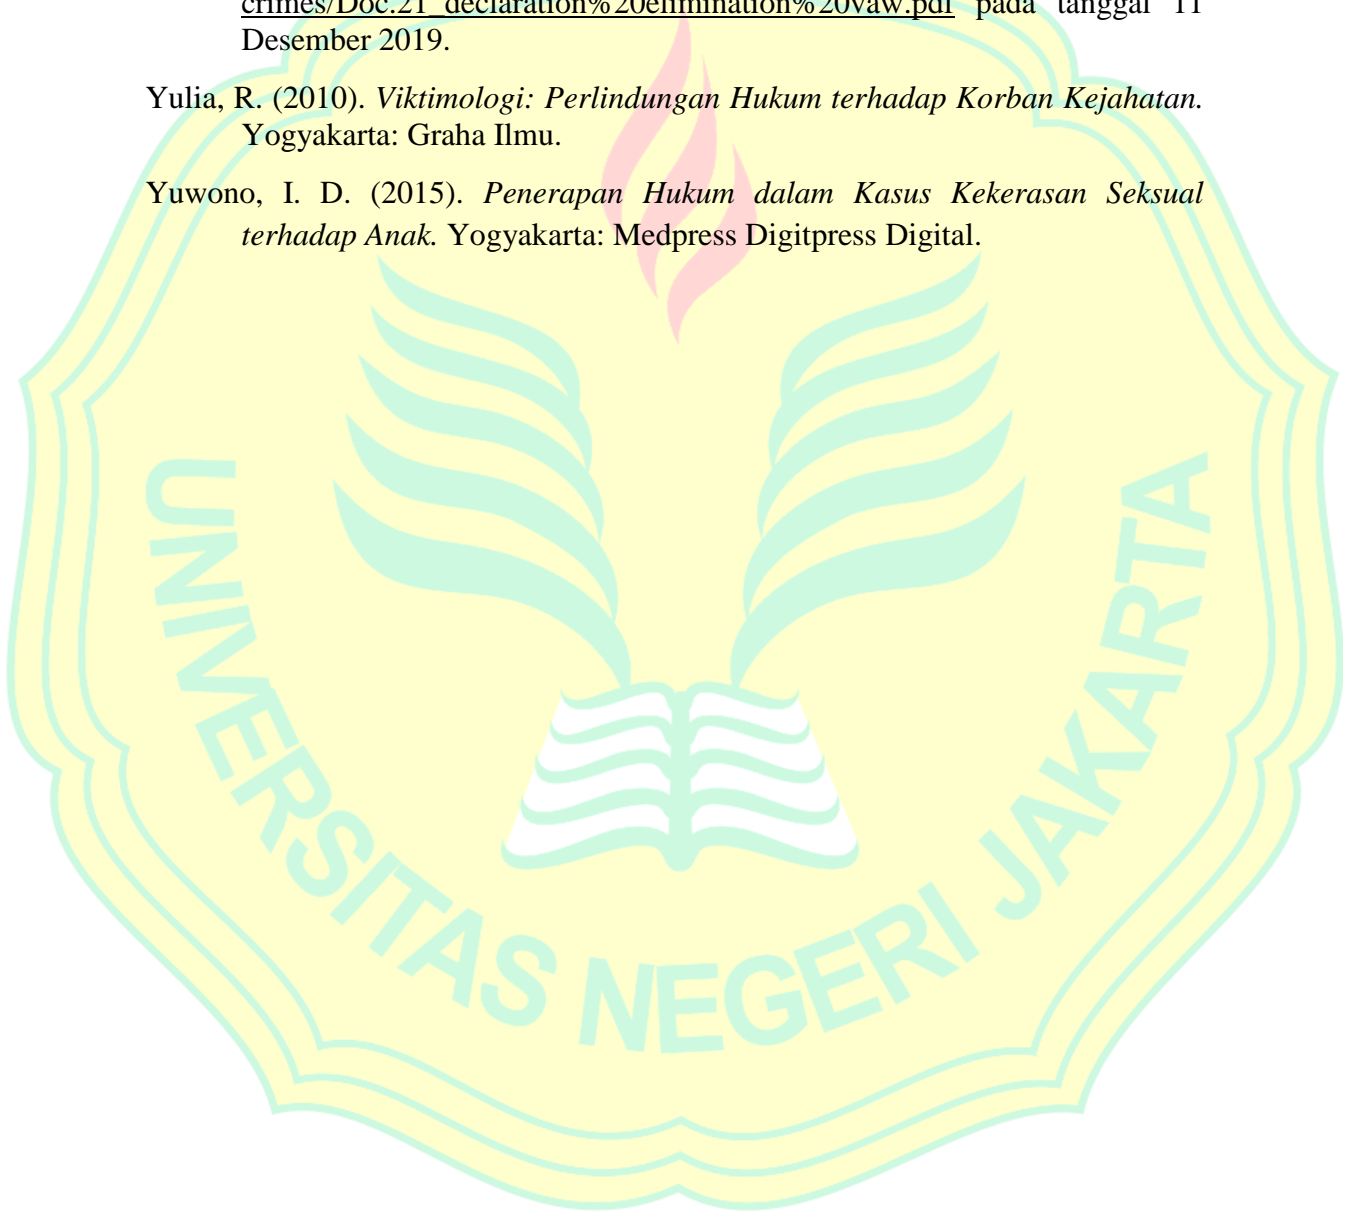 crimes/Doc.21_declaration%20elimination%20vaw.pdf pada tanggal 11
Desember 2019.
Yulia, R. (2010). Viktimologi: Perlindungan Hukum terhadap Korban Kejahatan.
Yogyakarta: Graha Ilmu.
Yuwono, I. D. (2015). Penerapan Hukum dalam Kasus Kekerasan Seksual
terhadap Anak. Yogyakarta: Medpress Digitpress Digital.
UNIVERSITAS NEGERI JAKARTA